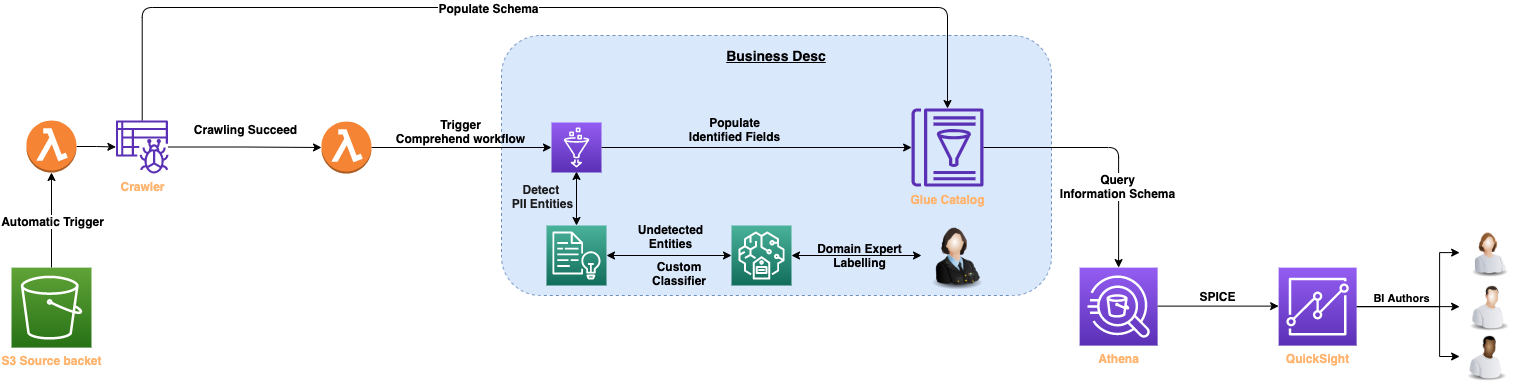 Populate Schema
Business Desc
Crawling Succeed
Trigger
Comprehend workflow
Populate
Identified Fields
Crawler
Detect
PII Entities
Glue Catalog
Query
Information Schema
Automatic Trigger
Undetected
Entities
Custom
Classifier
Domain Expert
Labelling
SPICE
BI Authors
S3 Source backet
Athena
QuickSight